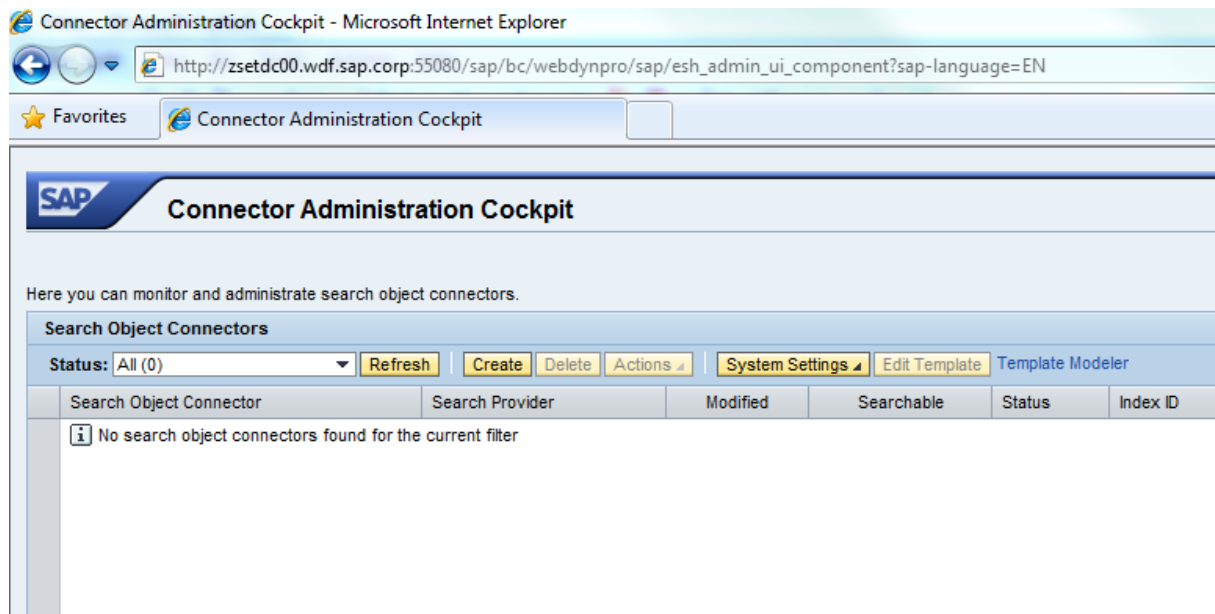 Connector Administration Cockpit - Microsoft Internet Explorer
http://zsetdc00.wdf.sap.corp:55080/sap/bc/webdynpro/sap/esh_admin_ui_component?sap-language=EN
Favorites Connector Administration Cockpit
SAP Connector Administration Cockpit
Here you can monitor and administrate search object connectors.
Search Object Connectors
Status: All (0) Refresh Create Delete Actions System Settings Edit Template Template Modeler
Search Object Connector Search Provider Modified Searchable Status Index ID
No search object connectors found for the current filter